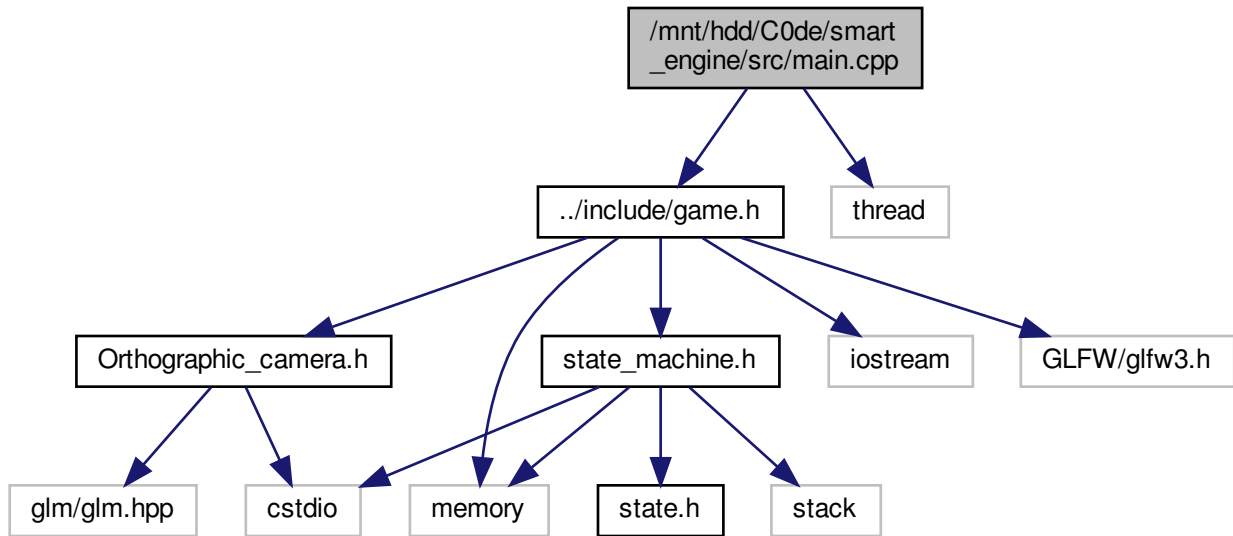 /mnt/hdd/C0de/smart
_engine/src/main.cpp
../include/game.h
thread
Orthographic_camera.h
state_machine.h
iostream
GLFW/glfw3.h
glm/glm.hpp
cstdio
memory
state.h
stack